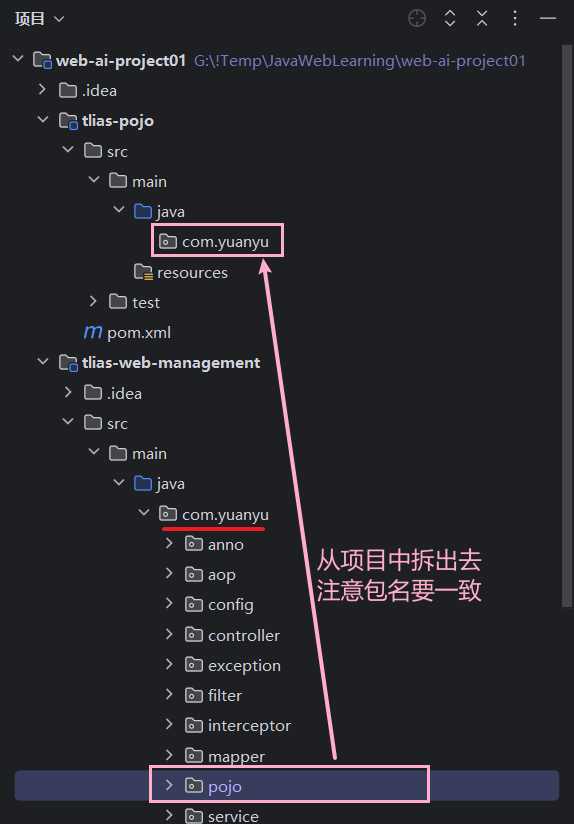 项目
web-ai-project01 G:\!Temp\JavaWebLearning\web-ai-project01
.idea
tlias-pojo
src
main
java
com.yuanyu
resources
test
pom.xml
tlias-web-management
.idea
src
main
java
com.yuanyu
anno
aop
从项目中拆出去
注意包名要一致
config
controller
exception
filter
interceptor
mapper
pojo
service